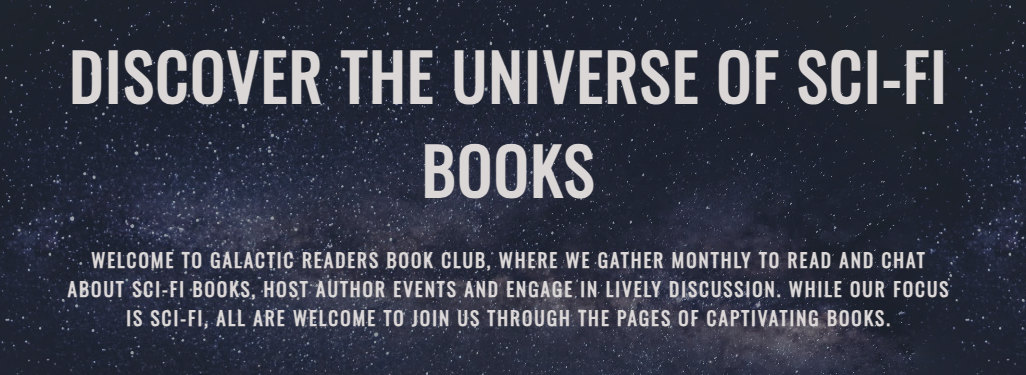 DISCOVER THE UNIVERSE OF SCI-FI
BOOKS
WELCOME TO GALACTIC READERS BOOK CLUB, WHERE WE GATHER MONTHLY TO READ AND CHAT
ABOUT SCI-FI BOOKS, HOST AUTHOR EVENTS AND ENGAGE IN LIVELY DISCUSSION. WHILE OUR FOCUS
IS SCI-FI, ALL ARE WELCOME TO JOIN US THROUGH THE PAGES OF CAPTIVATING BOOKS.